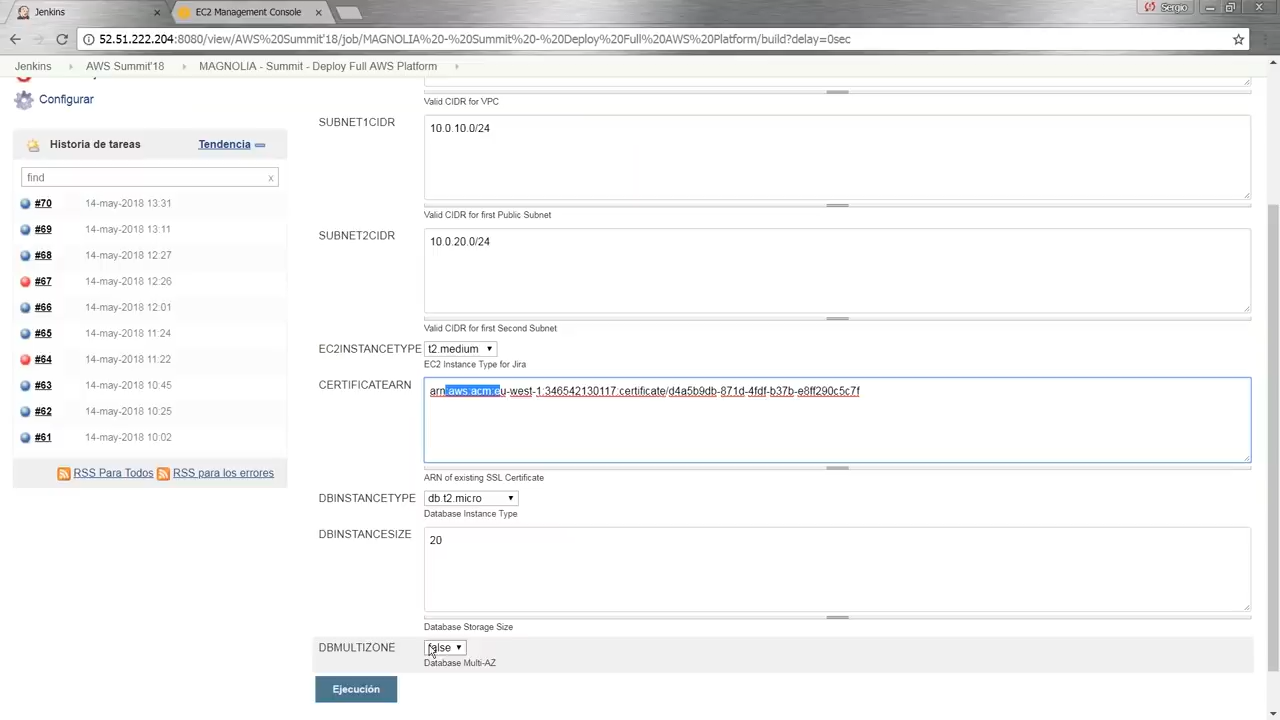 Jenkins
EC2 Management Console
Sergio
52.51.222.204:8080/view/AWS%20Summit'18/job/MAGNOLIA%20-%20Summit%20-%20Deploy%20Full%20AWS%20Platform/build?delay=0sec
Jenkins AWS Summit'18 MAGNOLIA - Summit - Deploy Full AWS Platform
Configurar
Historia de tareas Tendencia
find x
#70 14-may-2018 13:31
#69 14-may-2018 13:11
#68 14-may-2018 12:27
#67 14-may-2018 12:26
#66 14-may-2018 12:01
#65 14-may-2018 11:24
#64 14-may-2018 11:22
#63 14-may-2018 10:45
#62 14-may-2018 10:25
#61 14-may-2018 10:02
RSS Para Todos RSS para los errores
Valid CIDR for VPC
SUBNET1CIDR
10.0.10.0/24
Valid CIDR for first Public Subnet
SUBNET2CIDR
10.0.20.0/24
Valid CIDR for first Second Subnet
EC2INSTANCETYPE t2.medium
EC2 Instance Type for Jira
CERTIFICATEARN
arn:aws:acm:eu-west-1:346542130117:certificate/d4a5b9db-871d-4fdf-b37b-e8ff290c5c7f
ARN of existing SSL Certificate
DBINSTANCETYPE db.t2.micro
Database Instance Type
DBINSTANCESIZE
20
Database Storage Size
DBMULTIZONE false
Database Multi-AZ
Ejecución